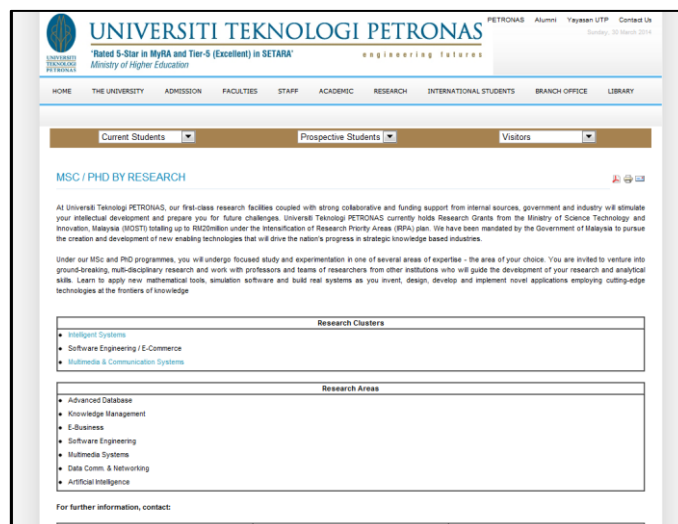 PETRONAS Alumni Yayasan UTP Contact Us
Sunday, 30 March 2014
UNIVERSITI TEKNOLOGI PETRONAS
UNIVERSITI
TEKNOLOGI
PETRONAS
'Rated 5-Star in MyRA and Tier-5 (Excellent) in SETARA'
engineering futures
Ministry of Higher Education
HOME THE UNIVERSITY ADMISSION FACULTIES STAFF ACADEMIC RESEARCH INTERNATIONAL STUDENTS BRANCH OFFICE LIBRARY
Current Students Prospective Students Visitors
MSC / PHD BY RESEARCH
At Universiti Teknologi PETRONAS, our first-class research facilities coupled with strong collaborative and funding support from internal sources, government and industry will stimulate
your intellectual development and prepare you for future challenges. Universiti Teknologi PETRONAS currently holds Research Grants from the Ministry of Science Technology and
Innovation, Malaysia (MOSTI) totalling up to RM20million under the Intensification of Research Priority Areas (IRPA) plan. We have been mandated by the Government of Malaysia to pursue
the creation and development of new enabling technologies that will drive the nation's progress in strategic knowledge based industries.
Under our MSc and PhD programmes, you will undergo focused study and experimentation in one of several areas of expertise - the area of your choice. You are invited to venture into
ground-breaking, multi-disciplinary research and work with professors and teams of researchers from other institutions who will guide the development of your research and analytical
skills. Learn to apply new mathematical tools, simulation software and build real systems as you invent, design, develop and implement novel applications employing cutting-edge
technologies at the frontiers of knowledge
Research Clusters
• Intelligent Systems
• Software Engineering / E-Commerce
• Multimedia & Communication Systems
Research Areas
• Advanced Database
• Knowledge Management
• E-Business
• Software Engineering
• Multimedia Systems
• Data Comm. & Networking
• Artificial Intelligence
For further information, contact: